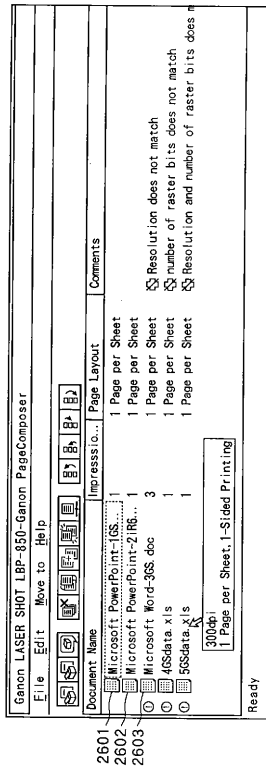 Ganon LASER SHOT LBP-850-Ganon PageComposer
File Edit Move to Help
Document Name Impresssio... Page Layout Comments
2601 Microsoft PowerPoint-1GS... 1 1 Page per Sheet
2602 Microsoft PowerPoint-2iR6... 1 1 Page per Sheet
2603 Microsoft Word-3GS.doc 3 1 Page per Sheet Resolution does not match
4GSdata.xls 1 1 Page per Sheet number of raster bits does not match
5GSdata.xls 1 1 Page per Sheet Resolution and number of raster bits does m
300dpi
1 Page per Sheet,1-Sided Printing
Ready